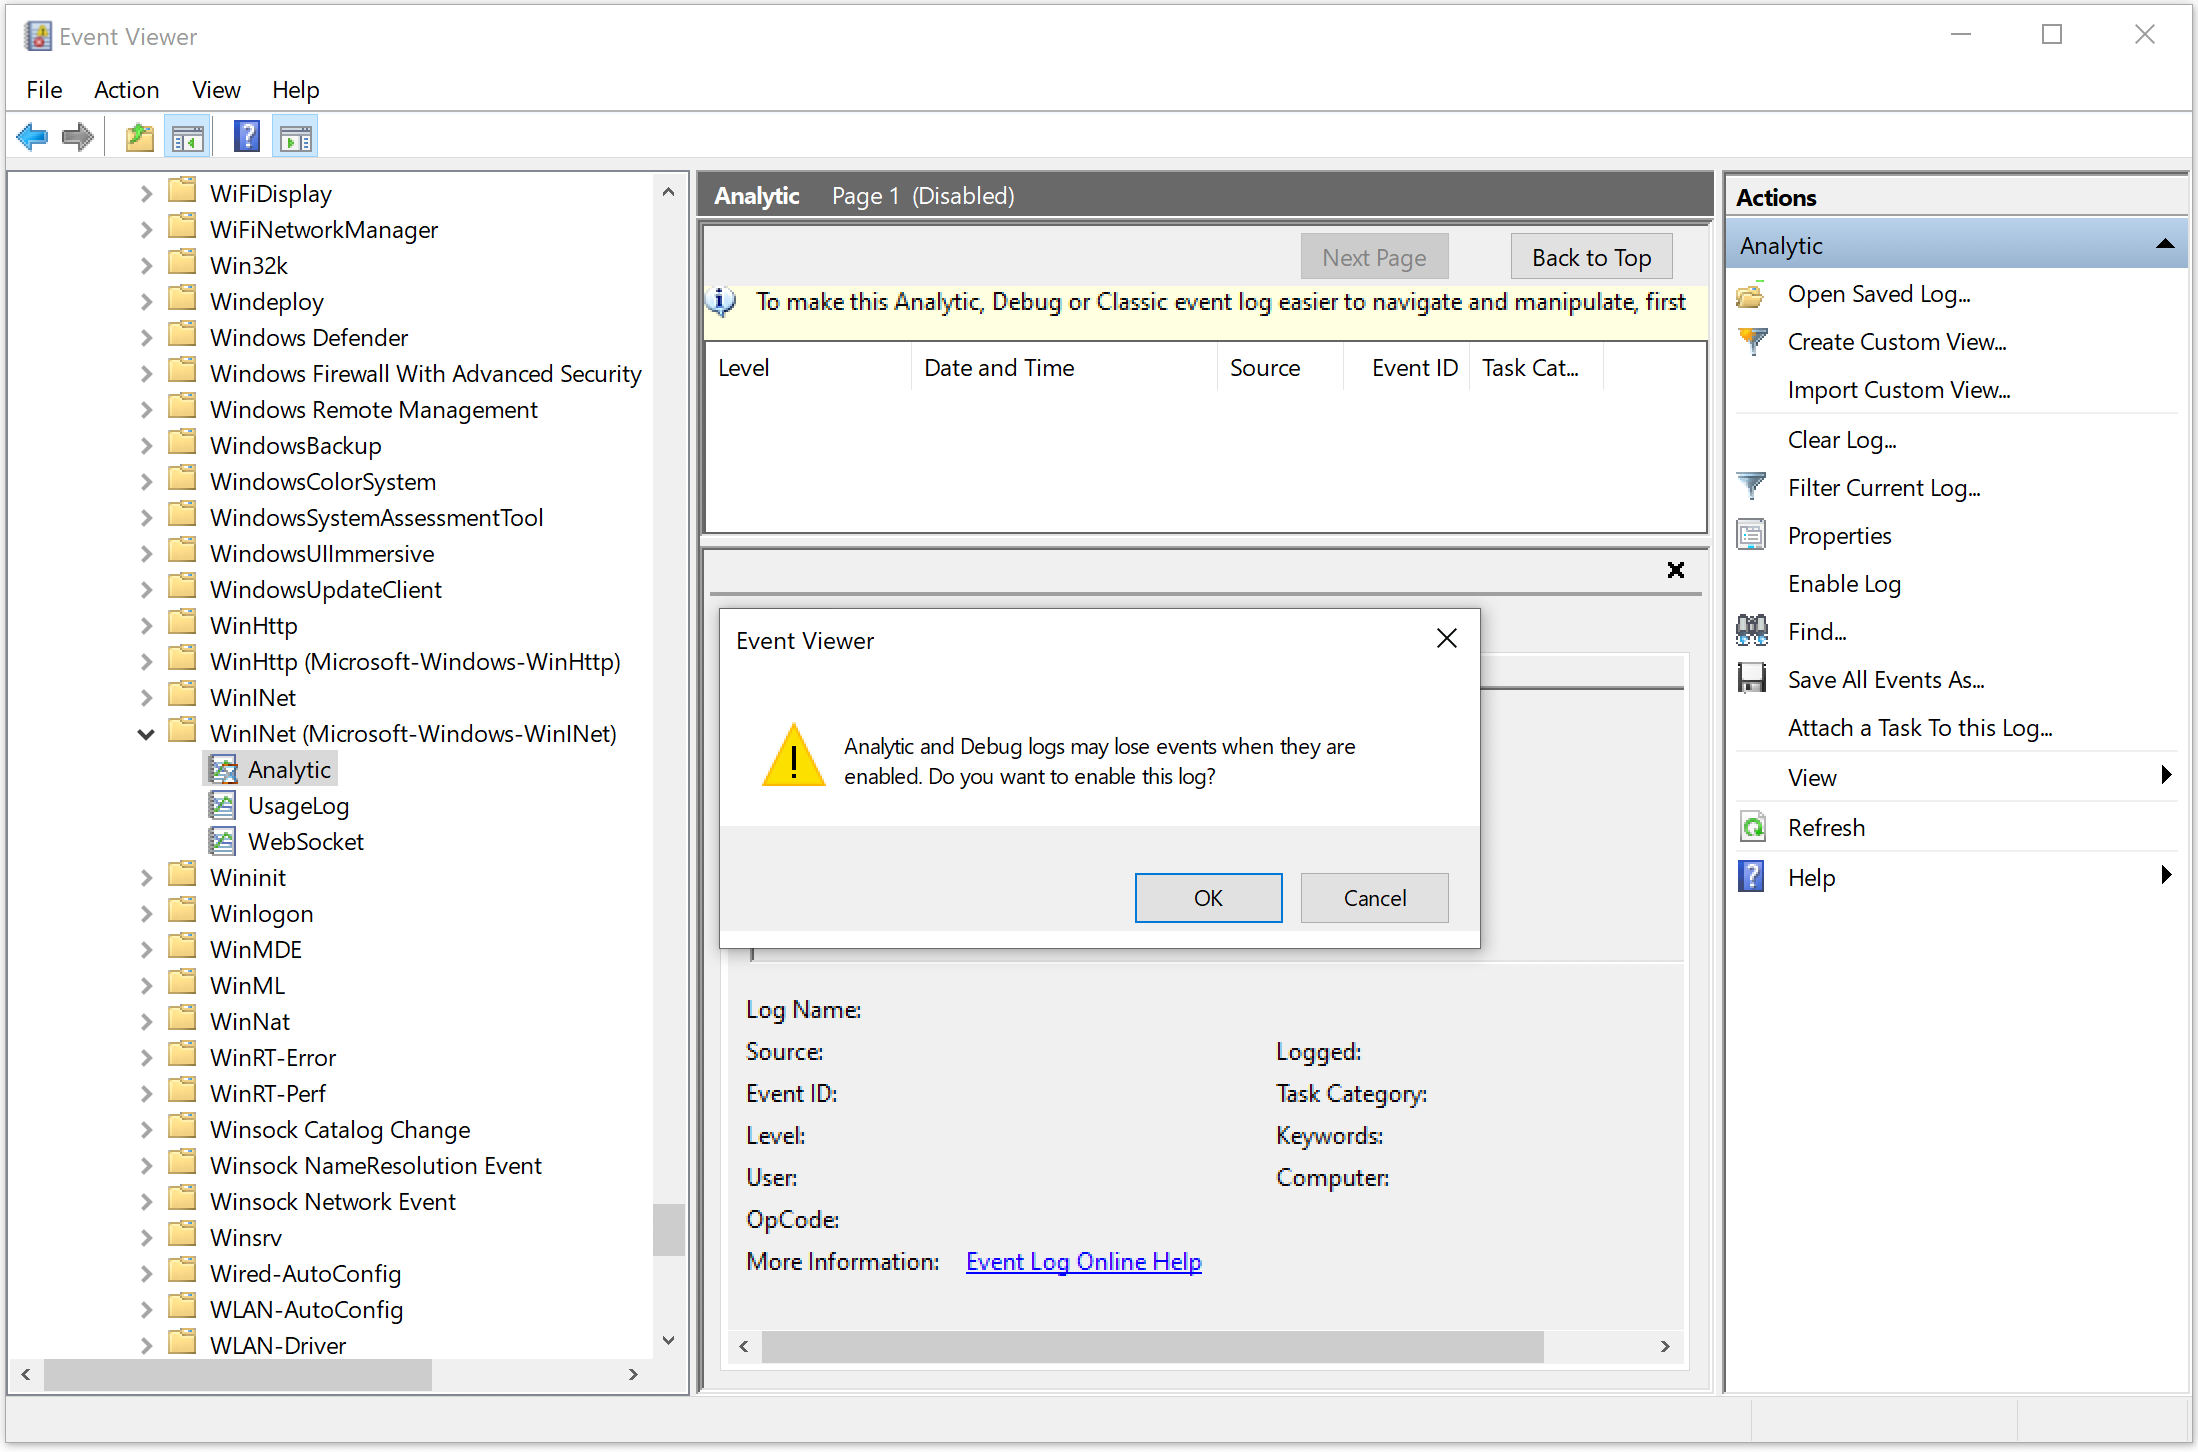 Event Viewer
File Action View Help
WiFiDisplay
WiFiNetworkManager
Win32k
Windeploy
Windows Defender
Windows Firewall With Advanced Security
Windows Remote Management
WindowsBackup
WindowsColorSystem
WindowsSystemAssessmentTool
WindowsUIImmersive
WindowsUpdateClient
WinHttp
WinHttp (Microsoft-Windows-WinHttp)
WinINet
WinINet (Microsoft-Windows-WinINet)
Analytic
UsageLog
WebSocket
Wininit
Winlogon
WinMDE
WinML
WinNat
WinRT-Error
WinRT-Perf
Winsock Catalog Change
Winsock NameResolution Event
Winsock Network Event
Winsrv
Wired-AutoConfig
WLAN-AutoConfig
WLAN-Driver
Analytic Page 1 (Disabled)
Next Page Back to Top
To make this Analytic, Debug or Classic event log easier to navigate and manipulate, first
Level Date and Time Source Event ID Task Cat...
Event Viewer
Analytic and Debug logs may lose events when they are
enabled. Do you want to enable this log?
OK Cancel
Log Name:
Source: Logged:
Event ID: Task Category:
Level: Keywords:
User: Computer:
OpCode:
More Information: Event Log Online Help
Actions
Analytic
Open Saved Log...
Create Custom View...
Import Custom View...
Clear Log...
Filter Current Log...
Properties
Enable Log
Find...
Save All Events As...
Attach a Task To this Log...
View
Refresh
Help